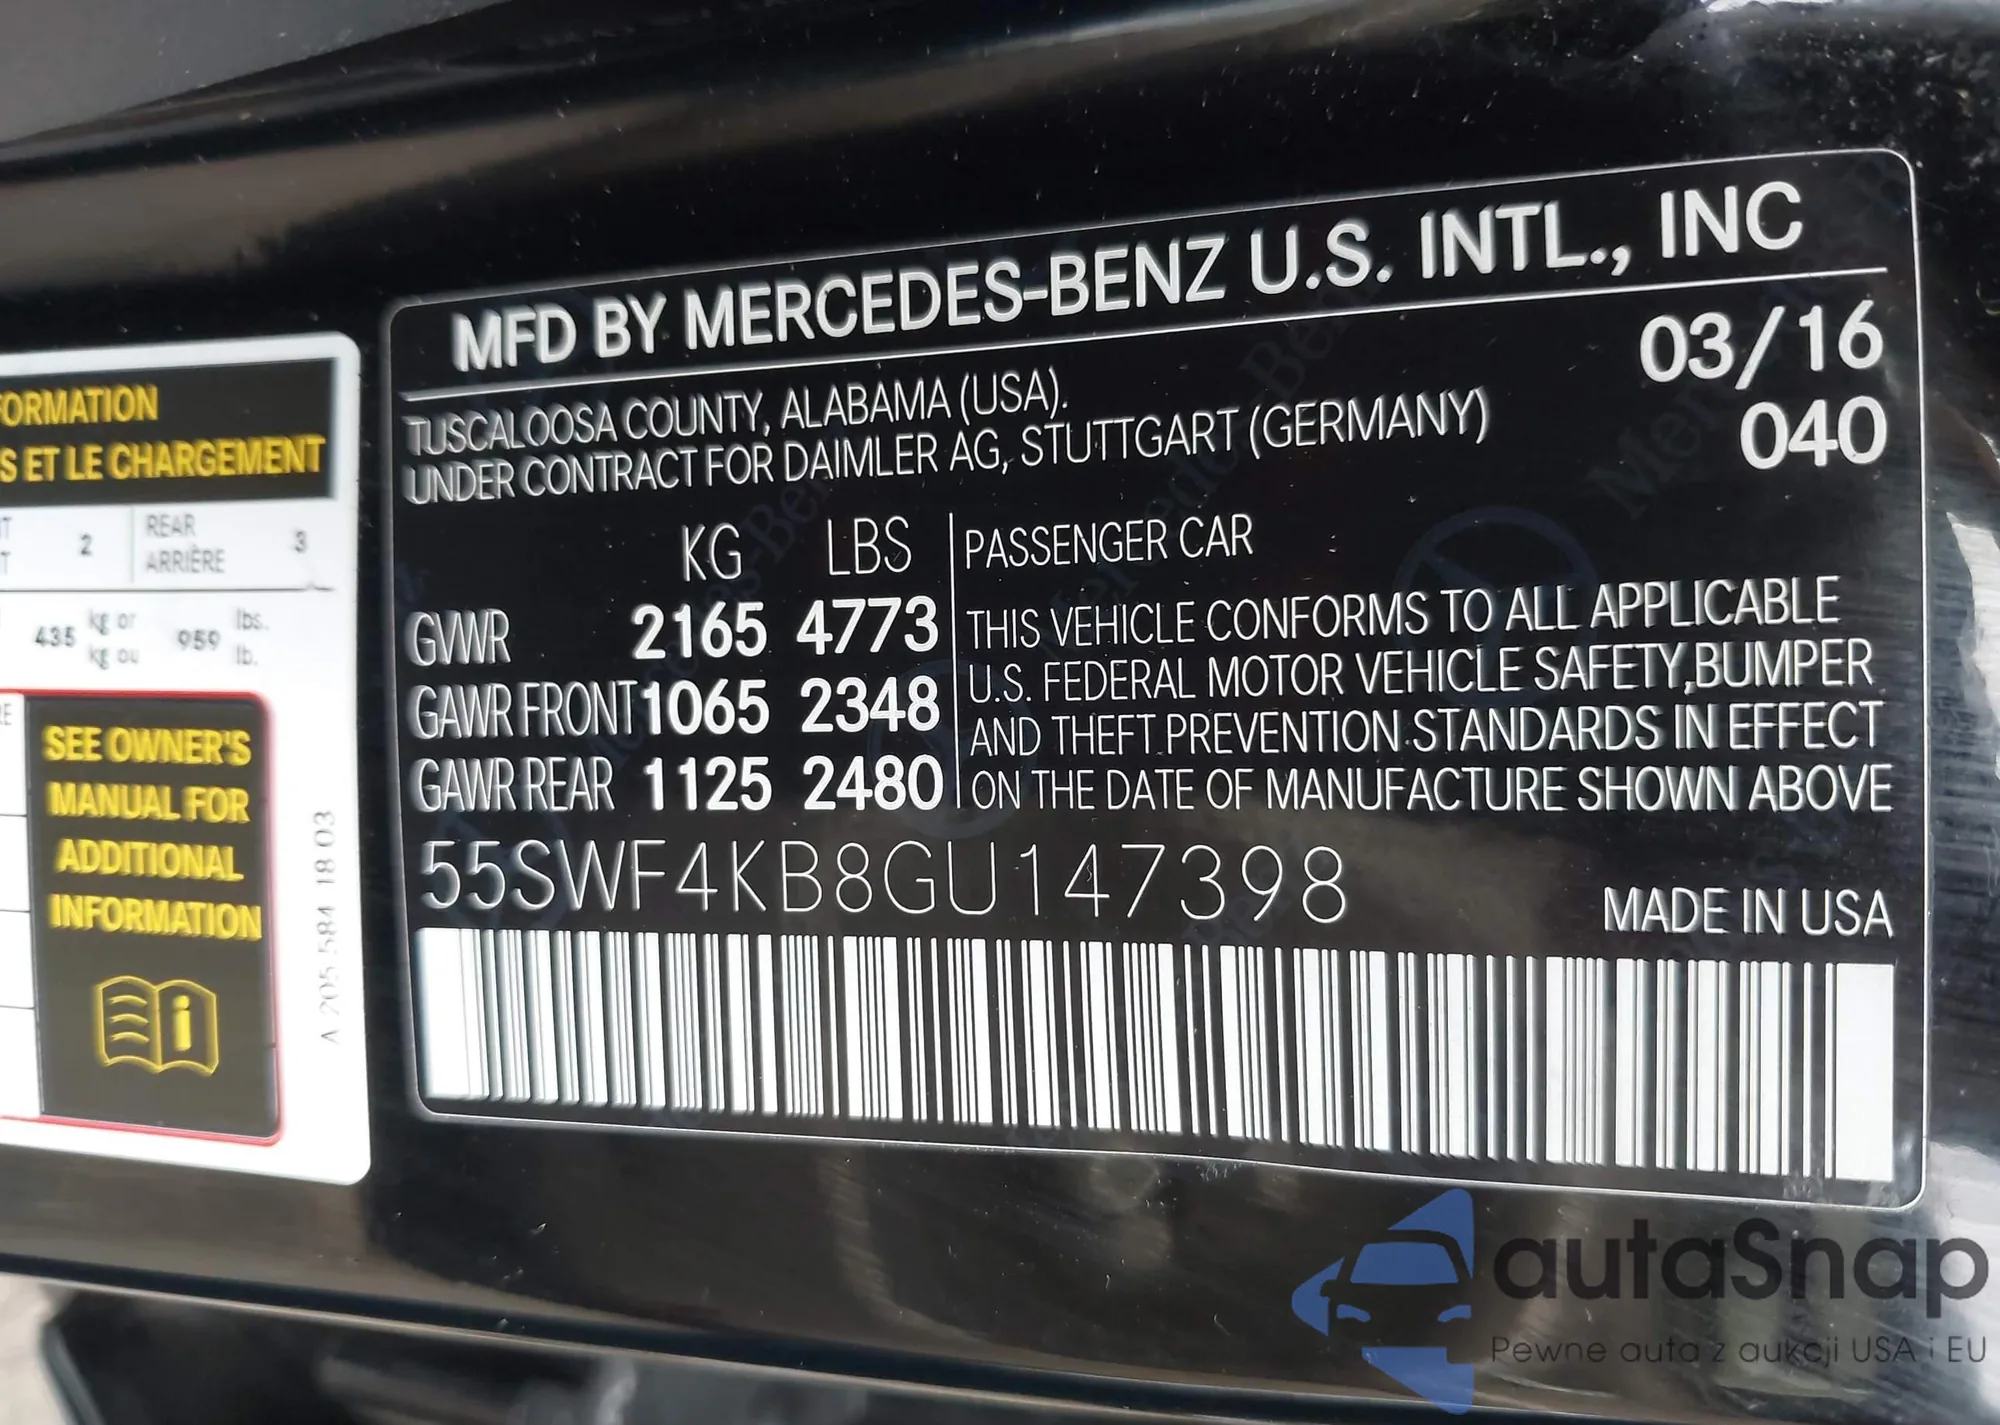 FORMATION
S ET LE CHARGEMENT
2
REAR
ARRIÈRE
3
435
kg or
kg ou
959
lbs.
lb.
SEE OWNER'S
MANUAL FOR
ADDITIONAL
INFORMATION
i
A 205 584 18 03
MFD BY MERCEDES-BENZ U.S. INTL., INC
03/16
TUSCALOOSA COUNTY, ALABAMA (USA).
UNDER CONTRACT FOR DAIMLER AG, STUTTGART (GERMANY)
040
KG LBS
PASSENGER CAR
GVWR 2165 4773
GAWR FRONT 1065 2348
GAWR REAR 1125 2480
THIS VEHICLE CONFORMS TO ALL APPLICABLE
U.S. FEDERAL MOTOR VEHICLE SAFETY,BUMPER
AND THEFT PREVENTION STANDARDS IN EFFECT
ON THE DATE OF MANUFACTURE SHOWN ABOVE
55SWF4KB8GU147398
MADE IN USA
autaSnap
Pewne auta z aukcji USA i EU